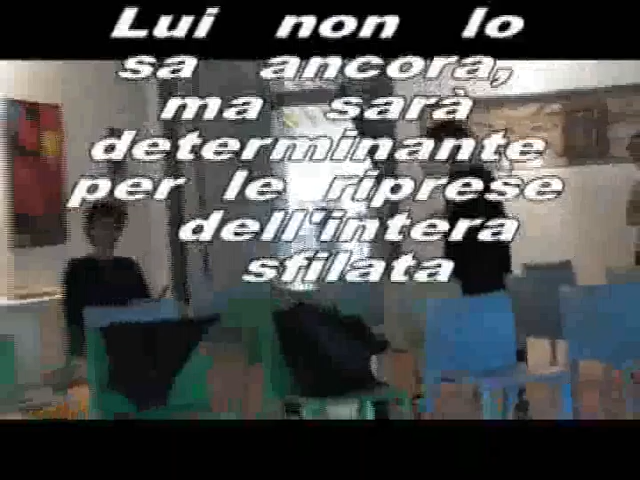 Lui non lo
sa ancora,
ma sarà
determinante
per le riprese
dell'intera
sfilata